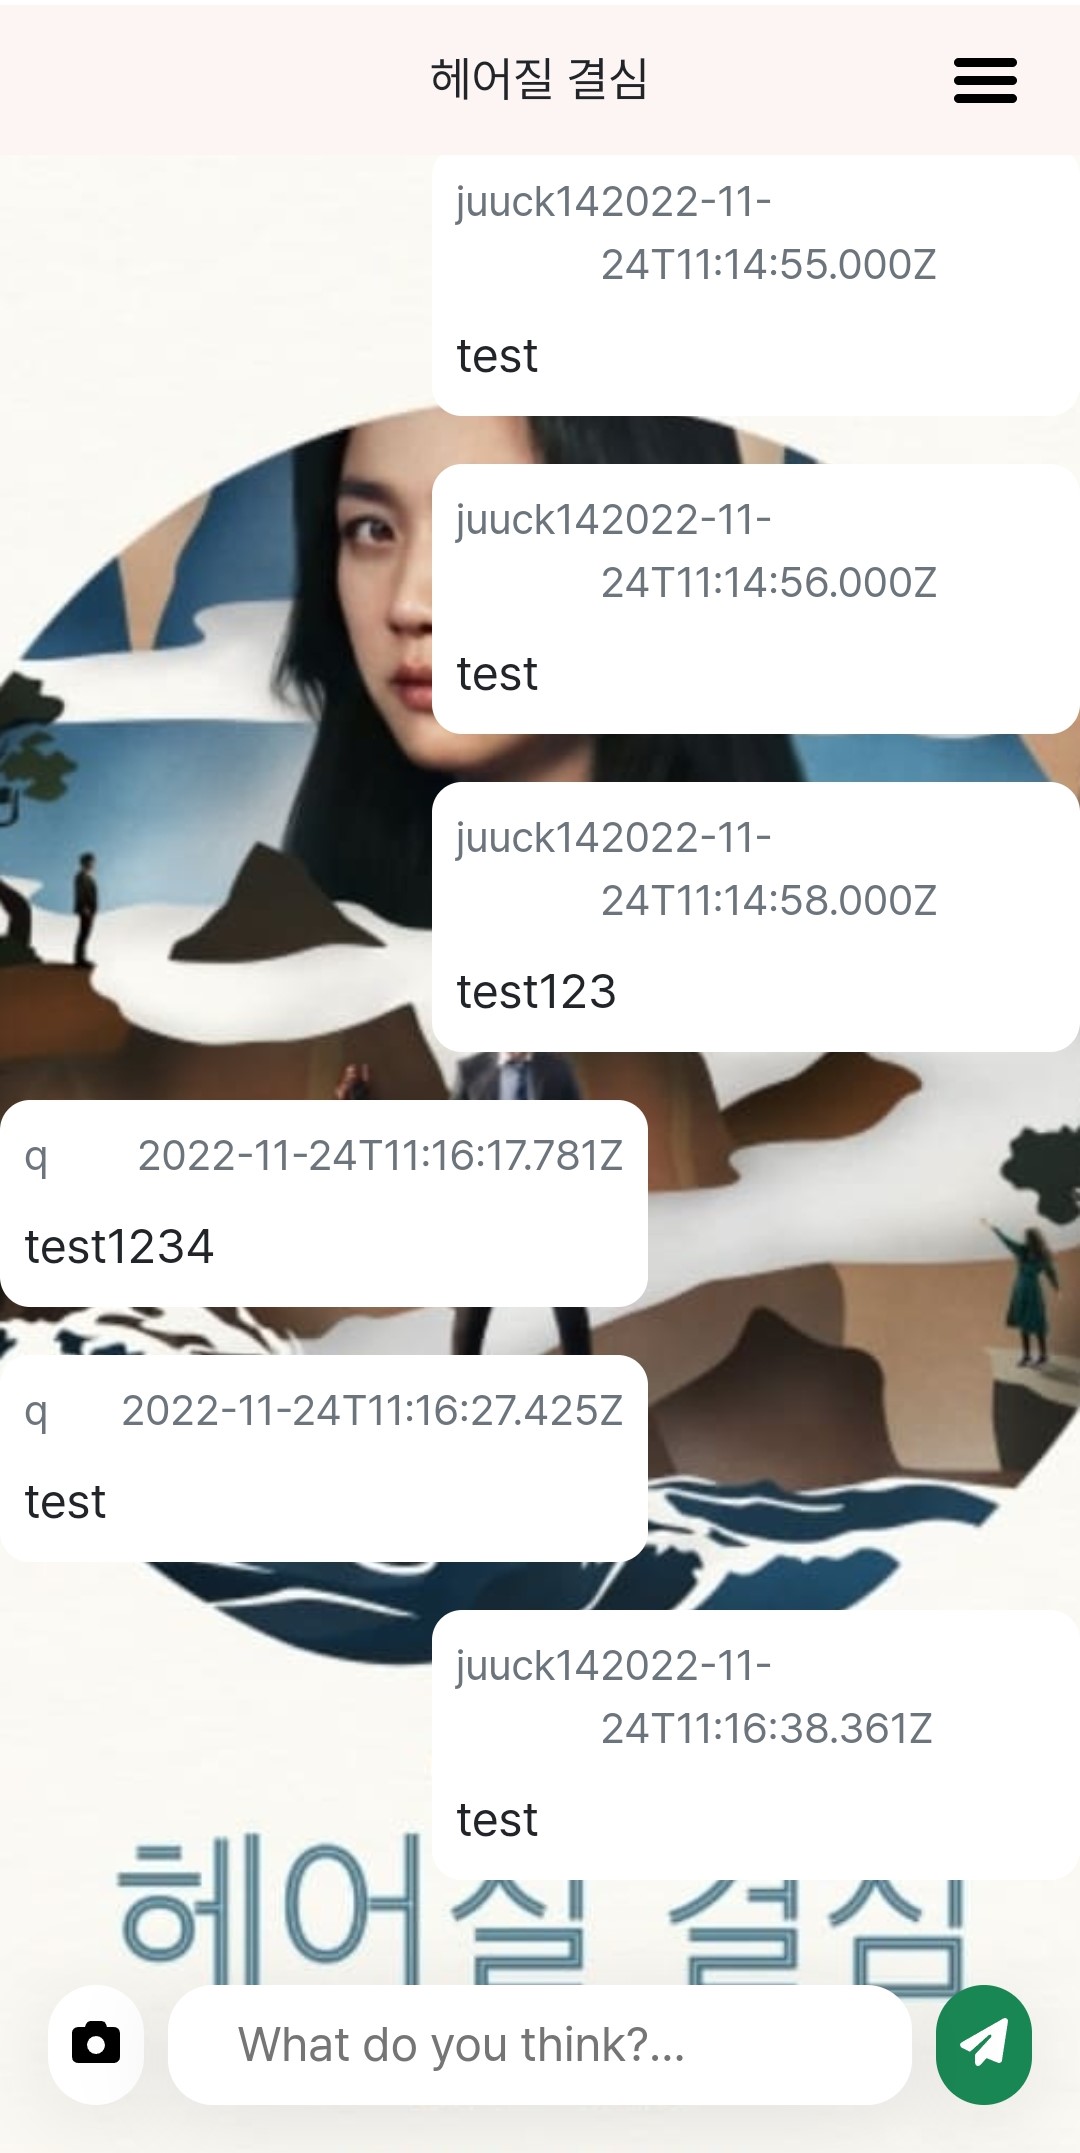 헤어질 결심
juuck142022-11-
24T11:14:55.000Z
test
juuck142022-11-
24T11:14:56.000Z
test
juuck142022-11-
24T11:14:58.000Z
test123
q 2022-11-24T11:16:17.781Z
test1234
q 2022-11-24T11:16:27.425Z
test
juuck142022-11-
24T11:16:38.361Z
test
헤어질 결심
What do you think?...